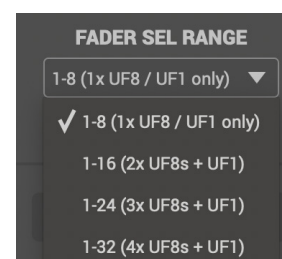 FADER SEL RANGE
1-8 (1x UF8 / UF1 only)
1-8 (1x UF8 / UF1 only)
1-16 (2x UF8s + UF1)
1-24 (3x UF8s + UF1)
1-32 (4x UF8s + UF1)